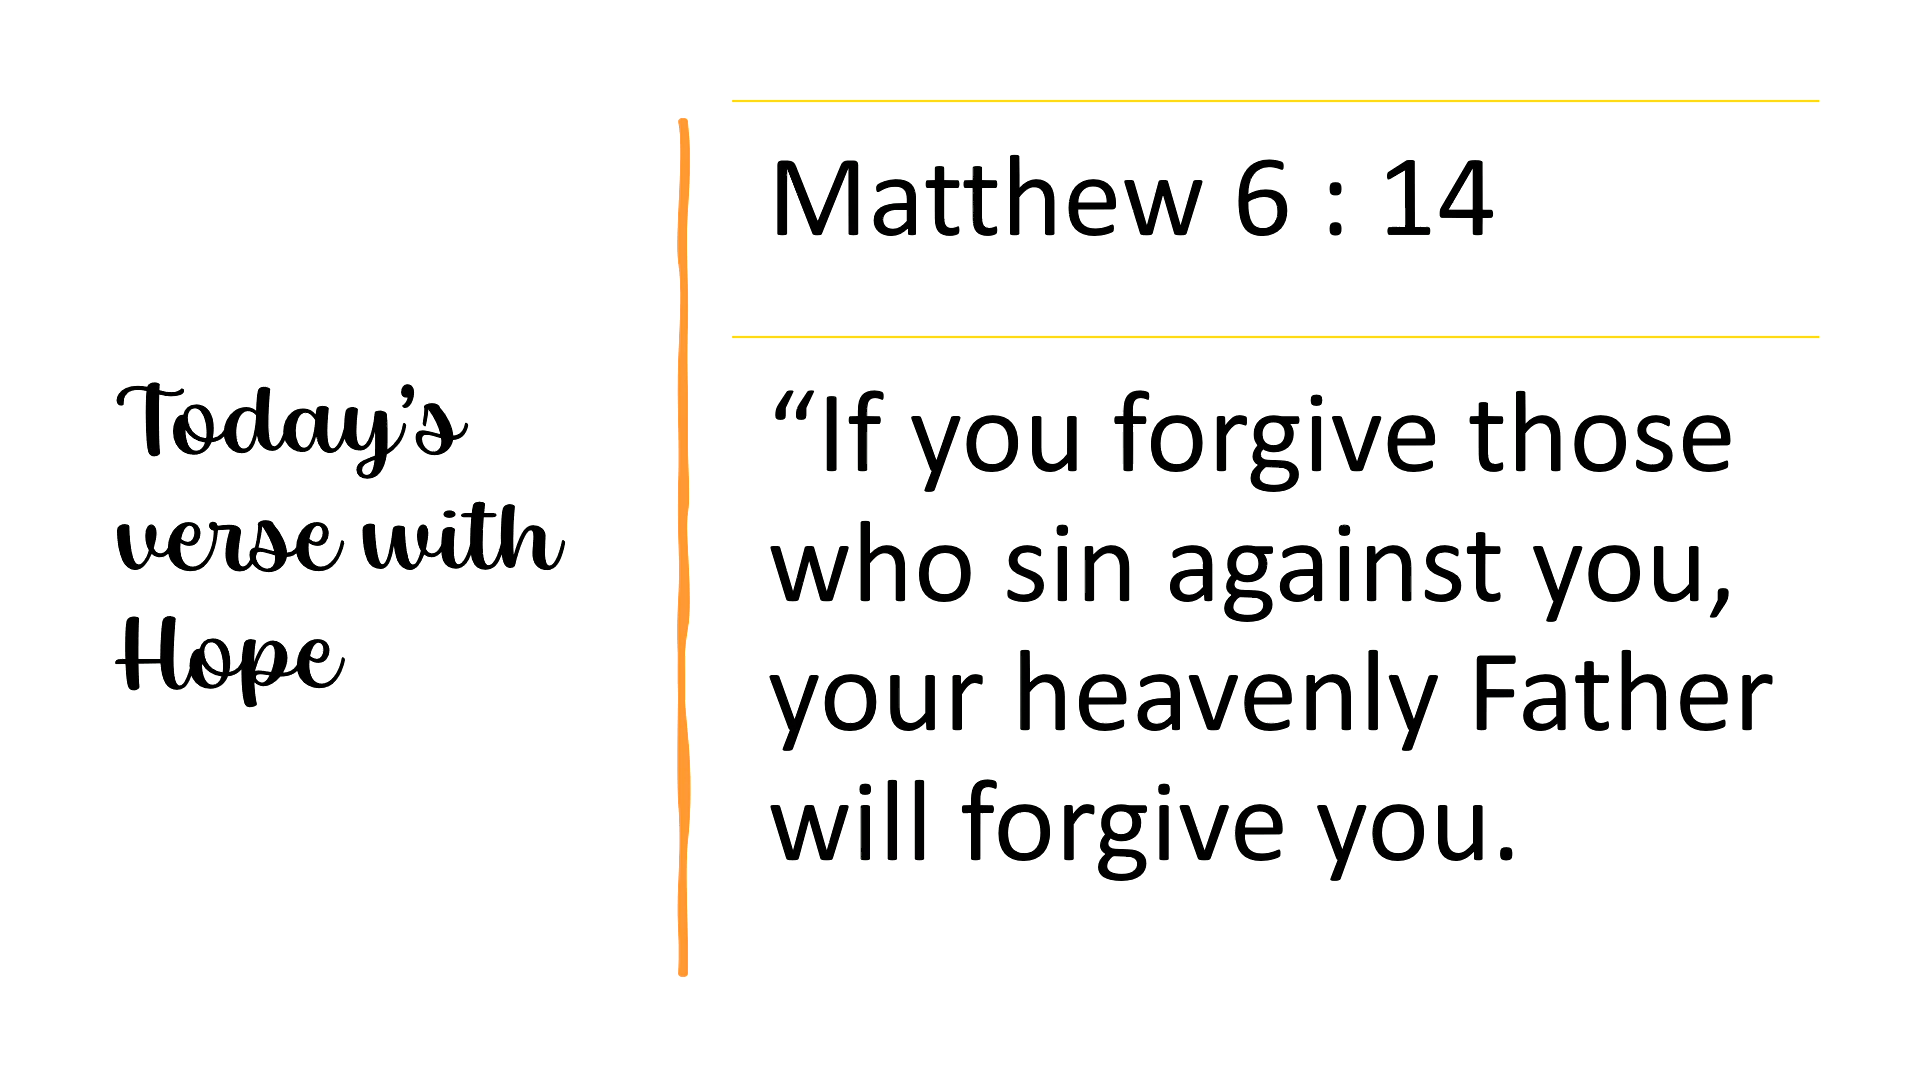 Today’s
verse with
Hope
Matthew 6 : 14
“If you forgive those
who sin against you,
your heavenly Father
will forgive you.